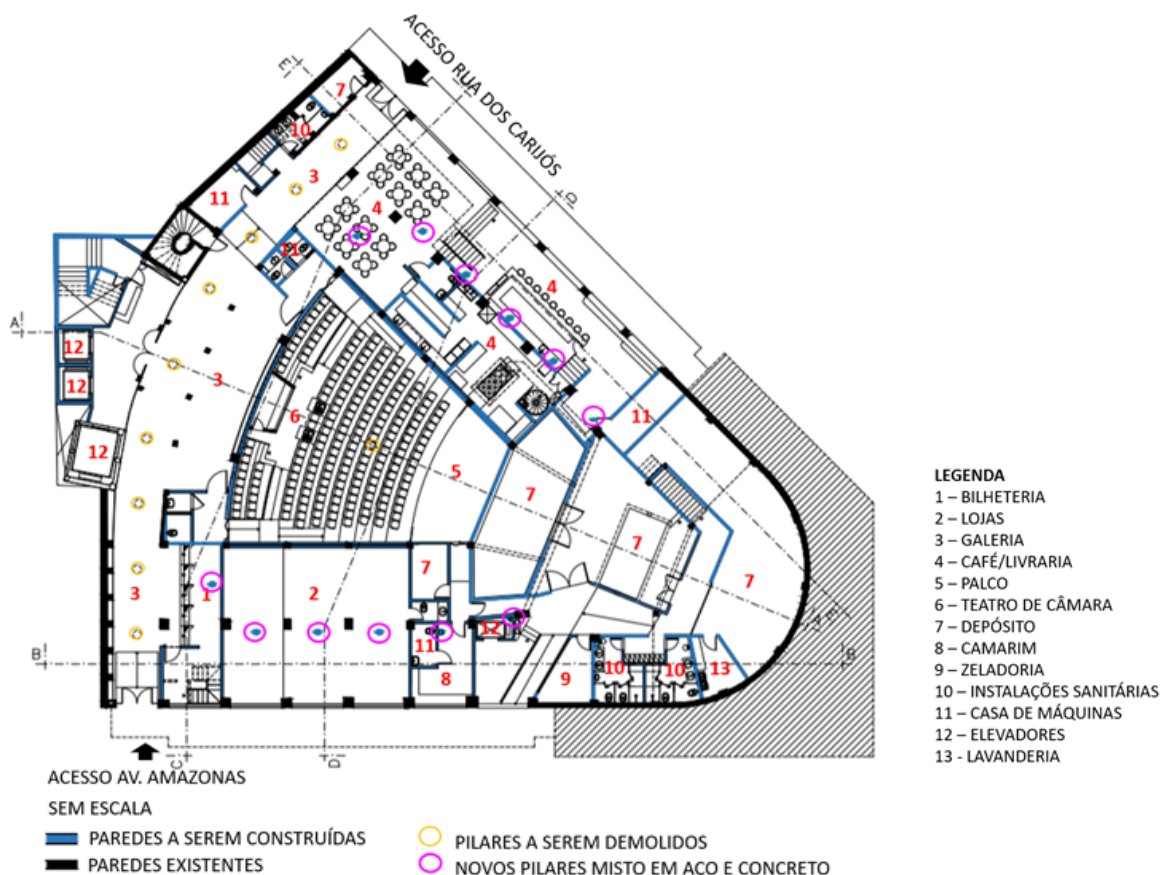 ACESSO RUA DOS CARIJÓS
E
7
10
3
11
4
11
D
4
4
A
12
12
12
3
6
5
7
11
7
7
3
1
2
7
11
12
8
9
10
10
13
B
B
C
D
ACESSO AV. AMAZONAS
SEM ESCALA
PAREDES A SEREM CONSTRUÍDAS
PAREDES EXISTENTES
PILARES A SEREM DEMOLIDOS
NOVOS PILARES MISTO EM ACO E CONCRETO
LEGENDA
1 – BILHETERIA
2 – LOJAS
3 – GALERIA
4 – CAFÉ/LIVRARIA
5 – PALCO
6 – TEATRO DE CÂMARA
7 – DEPÓSITO
8 – CAMARIM
9 – ZELADORIA
10 – INSTALAÇÕES SANITÁRIAS
11 – CASA DE MÁQUINAS
12 – ELEVADORES
13 - LAVANDERIA